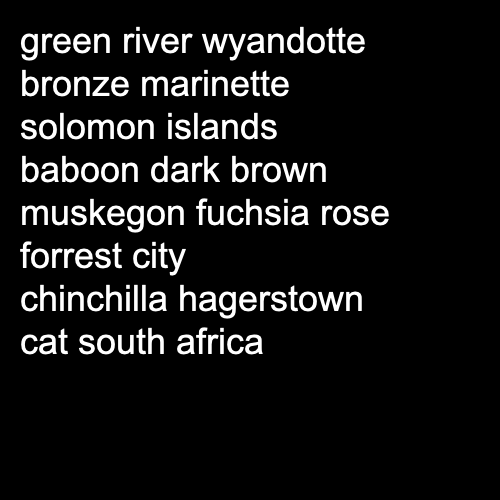 green river wyandotte
bronze marinette
solomon islands
baboon dark brown
muskegon fuchsia rose
forrest city
chinchilla hagerstown
cat south africa